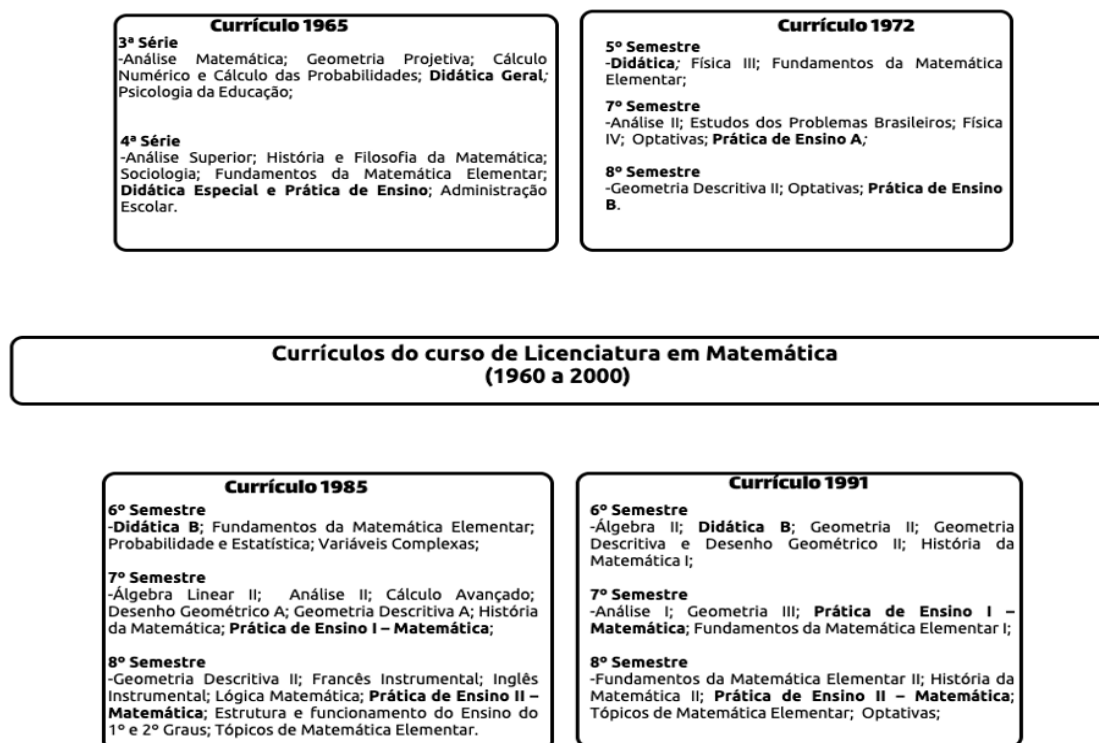 Currículo 1965
3ª Série
-Análise Matemática; Geometria Projetiva; Cálculo
Numérico e Cálculo das Probabilidades; Didática Geral;
Psicologia da Educação;
4ª Série
-Análise Superior; História e Filosofia da Matemática;
Sociologia; Fundamentos da Matemática Elementar;
Didática Especial e Prática de Ensino; Administração
Escolar.
Currículo 1972
5º Semestre
-Didática; Física III; Fundamentos da Matemática
Elementar;
7º Semestre
-Análise II; Estudos dos Problemas Brasileiros; Física
IV; Optativas; Prática de Ensino A;
8º Semestre
-Geometria Descritiva II; Optativas; Prática de Ensino
B.
Currículos do curso de Licenciatura em Matemática
(1960 a 2000)
Currículo 1985
6º Semestre
-Didática B; Fundamentos da Matemática Elementar;
Probabilidade e Estatística; Variáveis Complexas;
7º Semestre
-Álgebra Linear II; Análise II; Cálculo Avançado;
Desenho Geométrico A; Geometria Descritiva A; História
da Matemática; Prática de Ensino I – Matemática;
8º Semestre
-Geometria Descritiva II; Francês Instrumental; Inglês
Instrumental; Lógica Matemática; Prática de Ensino II –
Matemática; Estrutura e funcionamento do Ensino do
1º e 2º Graus; Tópicos de Matemática Elementar.
Currículo 1991
6º Semestre
-Álgebra II; Didática B; Geometria II; Geometria
Descritiva e Desenho Geométrico II; História da
Matemática I;
7º Semestre
-Análise I; Geometria III; Prática de Ensino I –
Matemática; Fundamentos da Matemática Elementar I;
8º Semestre
-Fundamentos da Matemática Elementar II; História da
Matemática II; Prática de Ensino II – Matemática;
Tópicos de Matemática Elementar; Optativas;